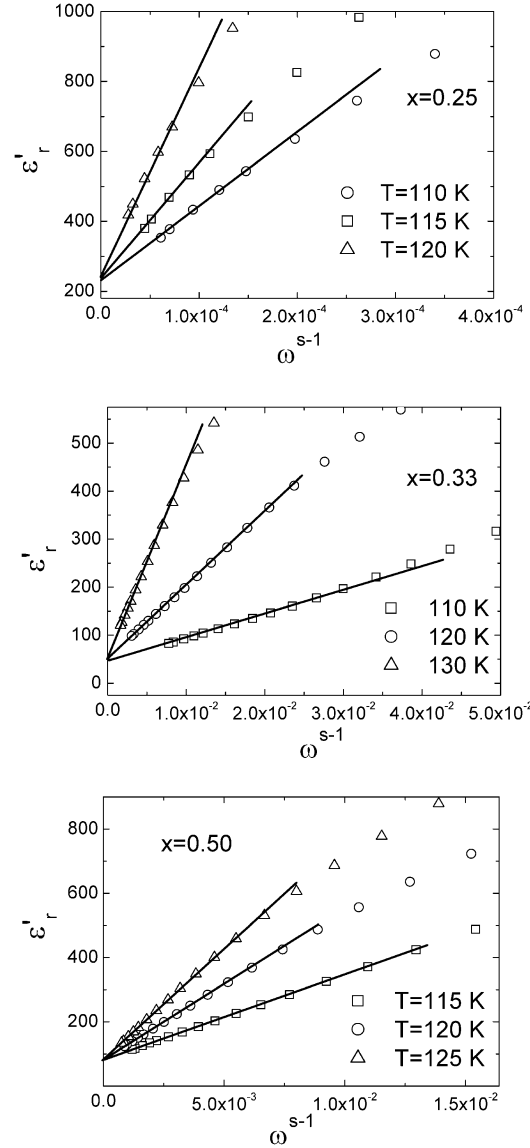 1000
800
600
400
200
ε'r
x=0.25
T=110 K
T=115 K
T=120 K
0.0 1.0x10-4 2.0x10-4 3.0x10-4 4.0x10-4
ωs-1
500
400
300
200
100
0
ε'r
x=0.33
110 K
120 K
130 K
0.0 1.0x10-2 2.0x10-2 3.0x10-2 4.0x10-2 5.0x10-2
ωs-1
800
600
400
200
ε'r
x=0.50
T=115 K
T=120 K
T=125 K
0.0 5.0x10-3 1.0x10-2 1.5x10-2
ωs-1